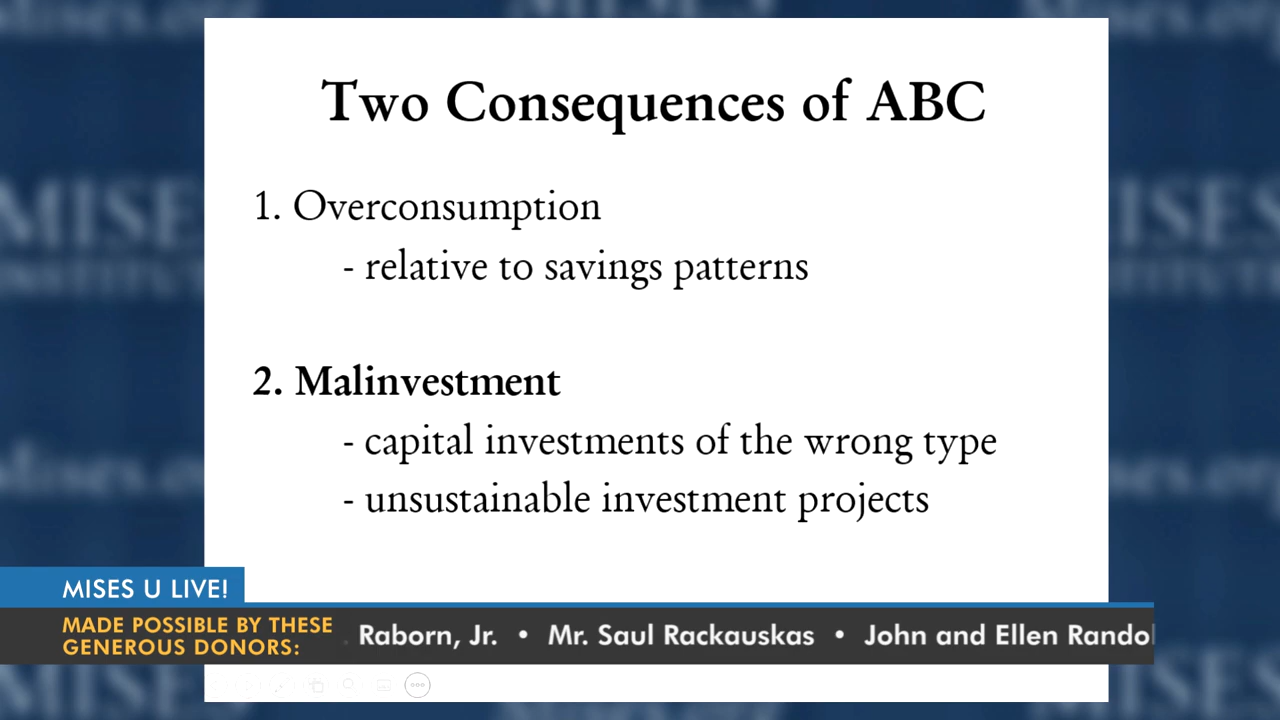 Two Consequences of ABC
1. Overconsumption
- relative to savings patterns
2. Malinvestment
- capital investments of the wrong type
- unsustainable investment projects
MISES U LIVE!
MADE POSSIBLE BY THESE
GENEROUS DONORS:
Raborn, Jr. • Mr. Saul Rackauskas • John and Ellen Randol